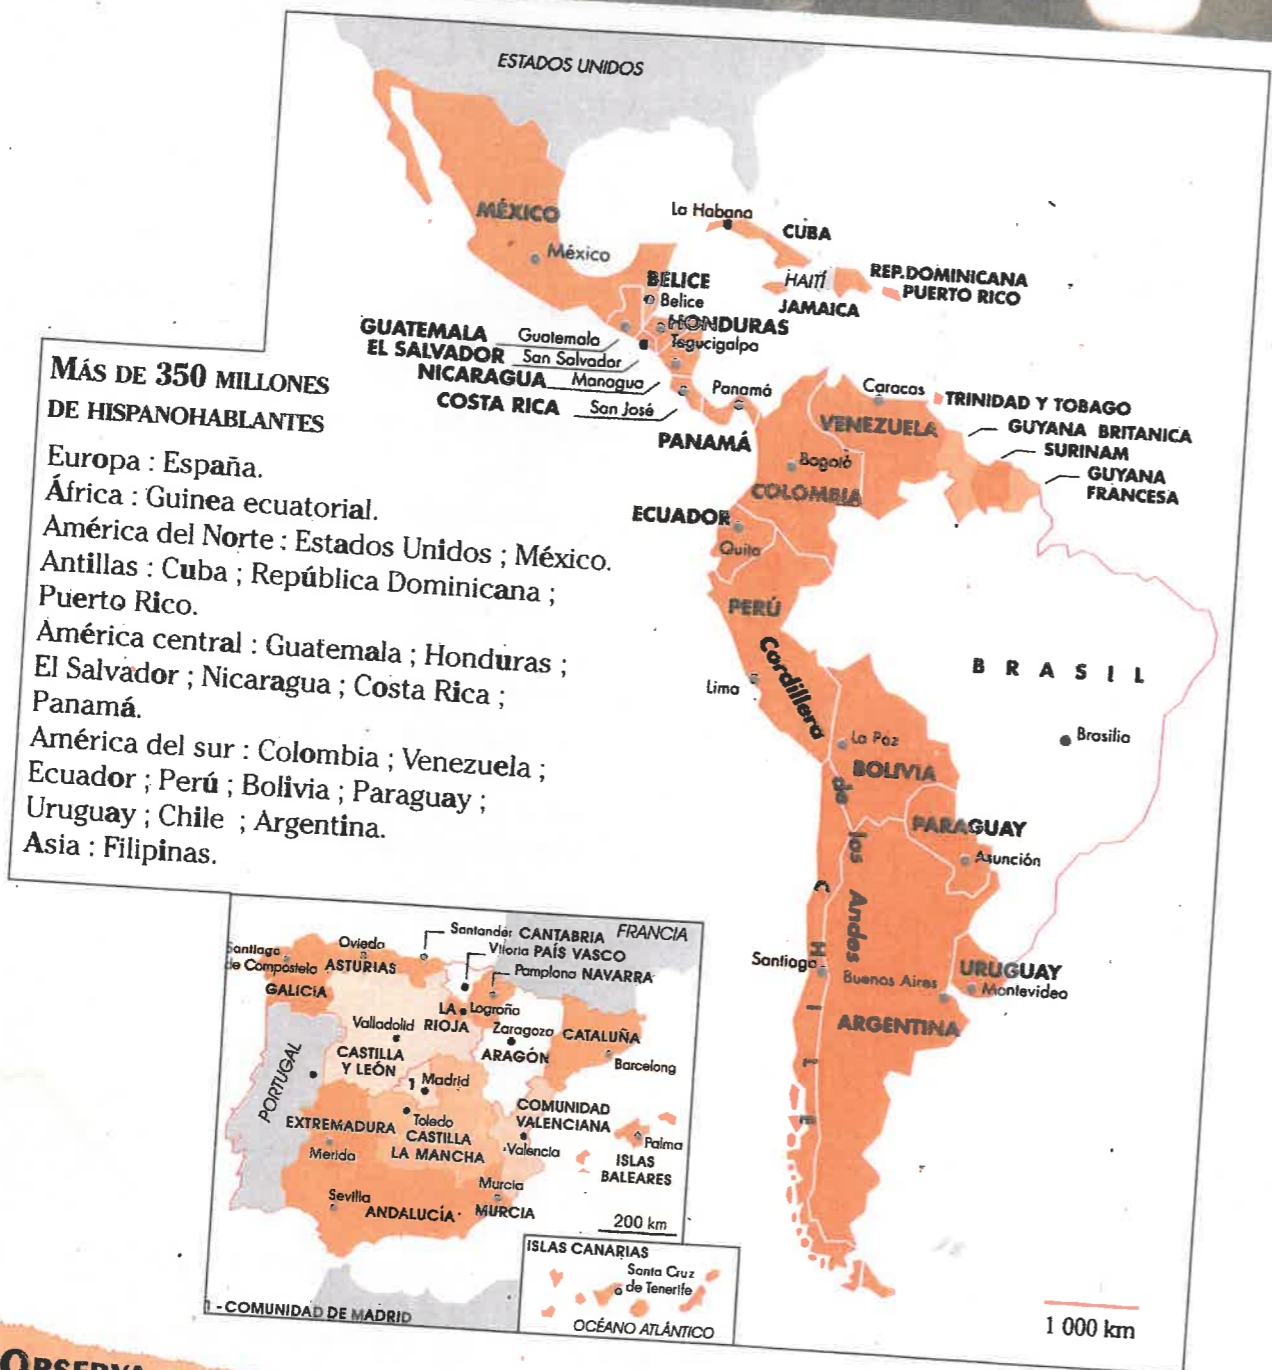 ESTADOS UNIDOS
MÉXICO
México
La Habana
CUBA
HAITÍ
REP.DOMINICANA
PUERTO RICO
JAMAICA
BELICE
Belice
HONDURAS
Tegucigalpa
GUATEMALA Guatemala
EL SALVADOR San Salvador
NICARAGUA Managua
COSTA RICA San José
Panamá
PANAMÁ
Caracas
TRINIDAD Y TOBAGO
VENEZUELA
GUYANA BRITANICA
SURINAM
GUYANA
FRANCESA
Bogotá
COLOMBIA
ECUADOR
Quito
PERÚ
Lima
Cordillera de los Andes
BRASIL
Brasilia
La Paz
BOLIVIA
PARAGUAY
Asunción
CHILE
Santiago
Buenos Aires
URUGUAY
Montevideo
ARGENTINA
1 000 km
MÁS DE 350 MILLONES
DE HISPANOHABLANTES
Europa : España.
África : Guinea ecuatorial.
América del Norte : Estados Unidos ; México.
Antillas : Cuba ; República Dominicana ;
Puerto Rico.
América central : Guatemala ; Honduras ;
El Salvador ; Nicaragua ; Costa Rica ;
Panamá.
América del sur : Colombia ; Venezuela ;
Ecuador ; Perú ; Bolivia ; Paraguay ;
Uruguay ; Chile ; Argentina.
Asia : Filipinas.
Santander CANTABRIA
FRANCIA
Vitoria PAÍS VASCO
Pamplona NAVARRA
Santiago
de Compostela
Oviedo
ASTURIAS
GALICIA
LA
RIOJA
Logroño
Valladolid
Zaragoza
CATALUÑA
CASTILLA
Y LEÓN
ARAGÓN
Barcelong
PORTUGAL
1 Madrid
COMUNIDAD
VALENCIANA
EXTREMADURA
Toledo
CASTILLA
LA MANCHA
Merida
Valencia
Palma
ISLAS
BALEARES
Sevilla
ANDALUCÍA
Murcia
MURCIA
200 km
ISLAS CANARIAS
Santa Cruz
de Tenerife
OCÉANO ATLÁNTICO
1 - COMUNIDAD DE MADRID